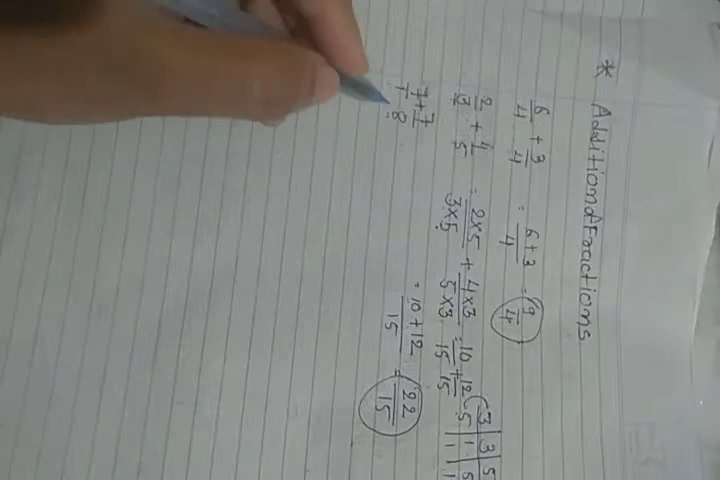 * Addition of Fractions
6/4 + 3/4 = 6+3/4 = 9/4
2/3 + 4/5 = 2×5/3×5 + 4×3/5×3 = 10/15 + 12/15
= 10+12/15 = 22/15
3 | 3 5
5 | 1 5
1 1
7/1 + 7/8